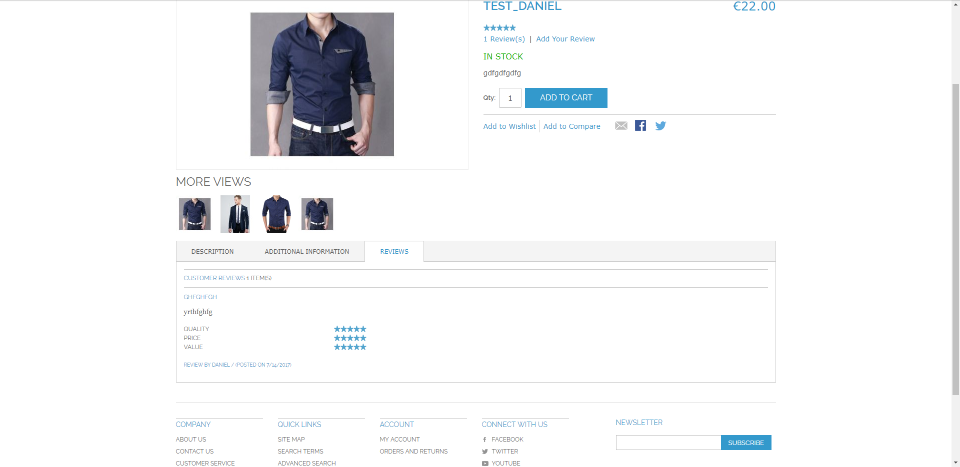 TEST_DANIEL €22.00
1 Review(s) | Add Your Review
IN STOCK
gdfgdfgdfg
Qty: 1 ADD TO CART
Add to Wishlist Add to Compare
MORE VIEWS
DESCRIPTION ADDITIONAL INFORMATION REVIEWS
CUSTOMER REVIEWS 1 ITEM(S)
GHFGHFGH
QUALITY
PRICE
VALUE
REVIEW BY DANIEL / (POSTED ON 7/14/2017)
COMPANY QUICK LINKS ACCOUNT CONNECT WITH US NEWSLETTER
ABOUT US SITE MAP MY ACCOUNT FACEBOOK
SUBSCRIBE
CONTACT US SEARCH TERMS ORDERS AND RETURNS TWITTER
CUSTOMER SERVICE ADVANCED SEARCH YOUTUBE